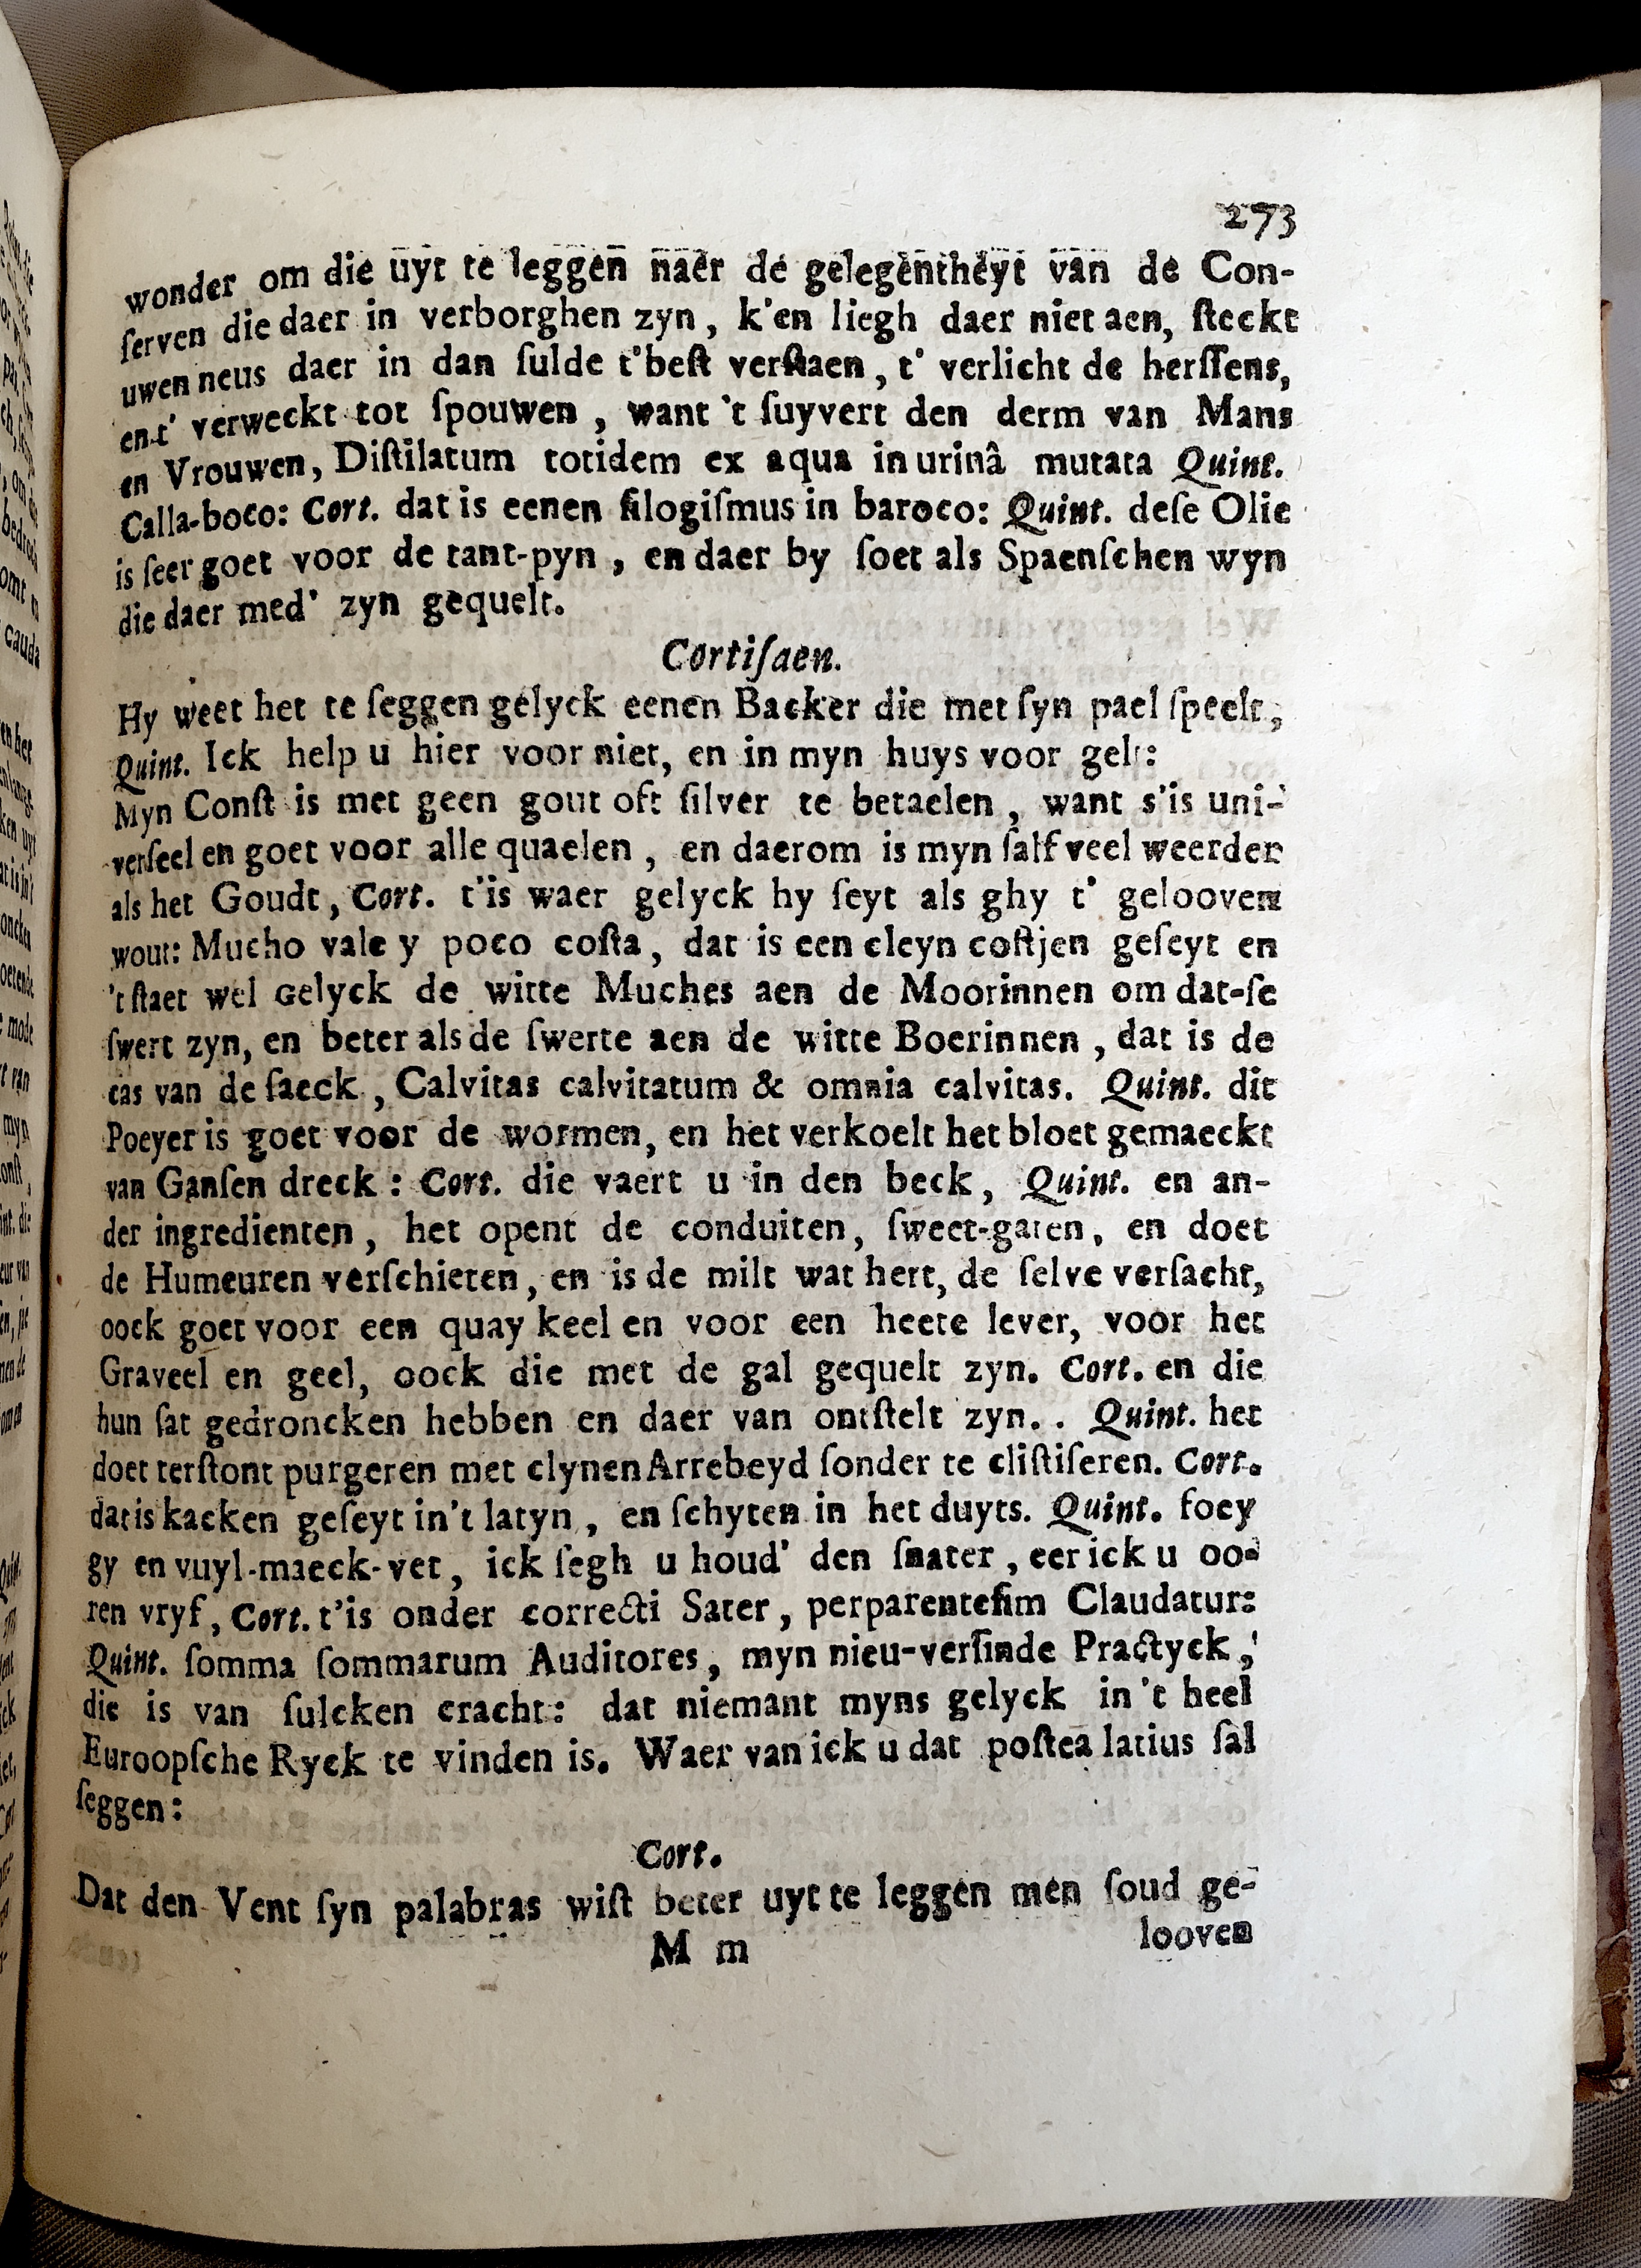 273
wonder om die uyt te leggen naer de gelegentheyt van de Con-
ſerven die daer in verborghen zyn, k'en liegh daer niet aen, ſteckt
uwen neus daer in dan ſulde t'beſt verſtaen, t' verlicht de herſſens,
en t' verweckt tot ſpouwen, want 't ſuyvert den derm van Mans
en Vrouwen, Diſtilatum totidem ex aqua in urinâ mutata Quint.
Calla-boco: Cort. dat is eenen ſilogiſmus in baroco: Quint. deſe Olie
is ſeer goet voor de tant-pyn, en daer by ſoet als Spaenſchen wyn
die daer med' zyn gequelt.
Cortiſaen.
Hy weet het te ſeggen gelyck eenen Backer die met ſyn pael ſpeelt,
Quint. Ick help u hier voor niet, en in myn huys voor gelt:
Myn Conſt is met geen gout oft ſilver te betaelen, want s'is uni-
verſeel en goet voor alle quaelen, en daerom is myn ſalf veel weerder
als het Goudt, Cort. t'is waer gelyck hy ſeyt als ghy t' gelooven
wout: Mucho vale y poco coſta, dat is een cleyn coſtjen geſeyt en
't ſtaet wel Gelyck de witte Muches aen de Moorinnen om dat-ſe
ſwert zyn, en beter als de ſwerte aen de witte Boerinnen, dat is de
cas van de ſaeck, Calvitas calvitatum & omnia calvitas. Quint. dit
Poeyer is goet voor de wormen, en het verkoelt het bloet gemaeckt
van Ganſen dreck: Cort. die vaert u in den beck, Quint. en an-
der ingredienten, het opent de conduiten, ſweet-gaten, en doet
de Humeuren verſchieten, en is de milt wat hert, de ſelve verſacht,
oock goet voor een quay keel en voor een heete lever, voor het
Graveel en geel, oock die met de gal gequelt zyn. Cort. en die
hun ſat gedroncken hebben en daer van ontſtelt zyn.. Quint. het
doet terſtont purgeren met clynen Arrebeyd ſonder te cliſtiſeren. Cort.
dat is kacken geſeyt in't latyn, en ſchyten in het duyts. Quint. foey
gy en vuyl-maeck-vet, ick ſegh u houd' den ſnater, eer ick u oo-
ren vryf, Cort. t'is onder correcti Sater, perparenteſim Claudatur:
Quint. ſomma ſommarum Auditores, myn nieu-verſinde Practyck,
die is van ſulcken cracht: dat niemant myns gelyck in 't heel
Euroopſche Ryck te vinden is. Waer van ick u dat poſtea latius ſal
ſeggen:
Cort.
Dat den Vent ſyn palabras wiſt beter uyt te leggen men ſoud ge-
M m
looven